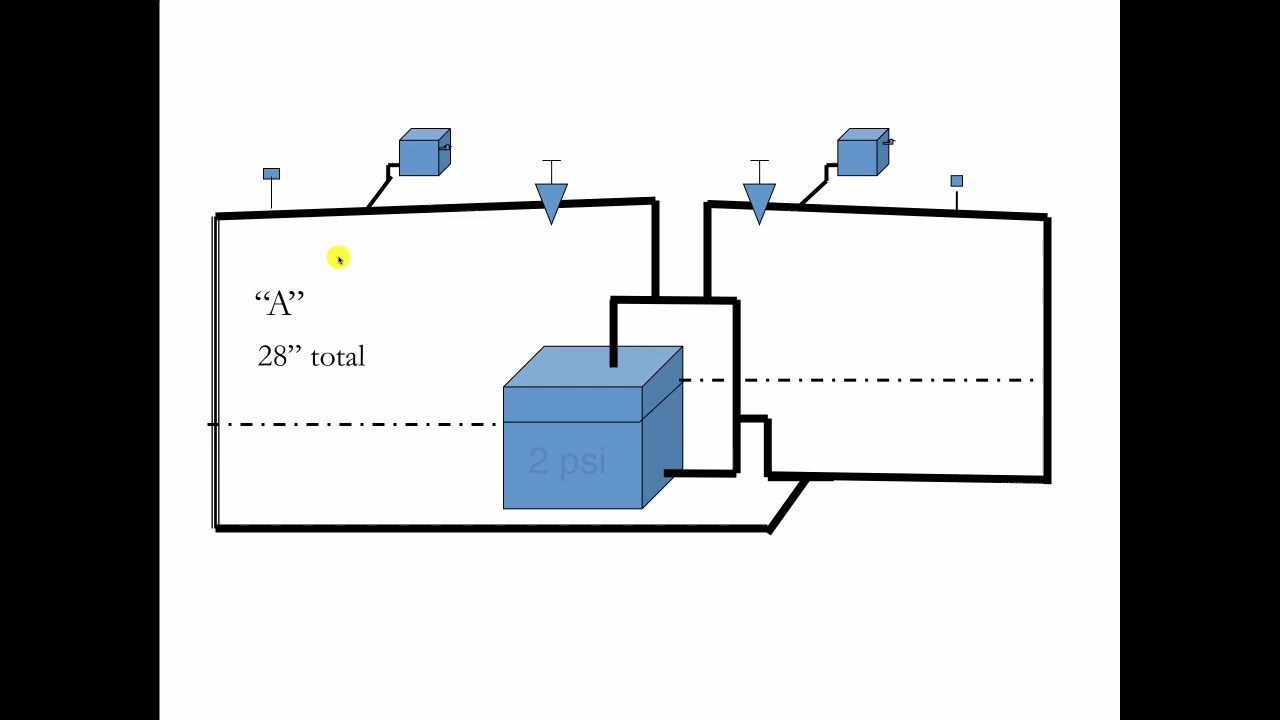 “A”
28” total
2 psi